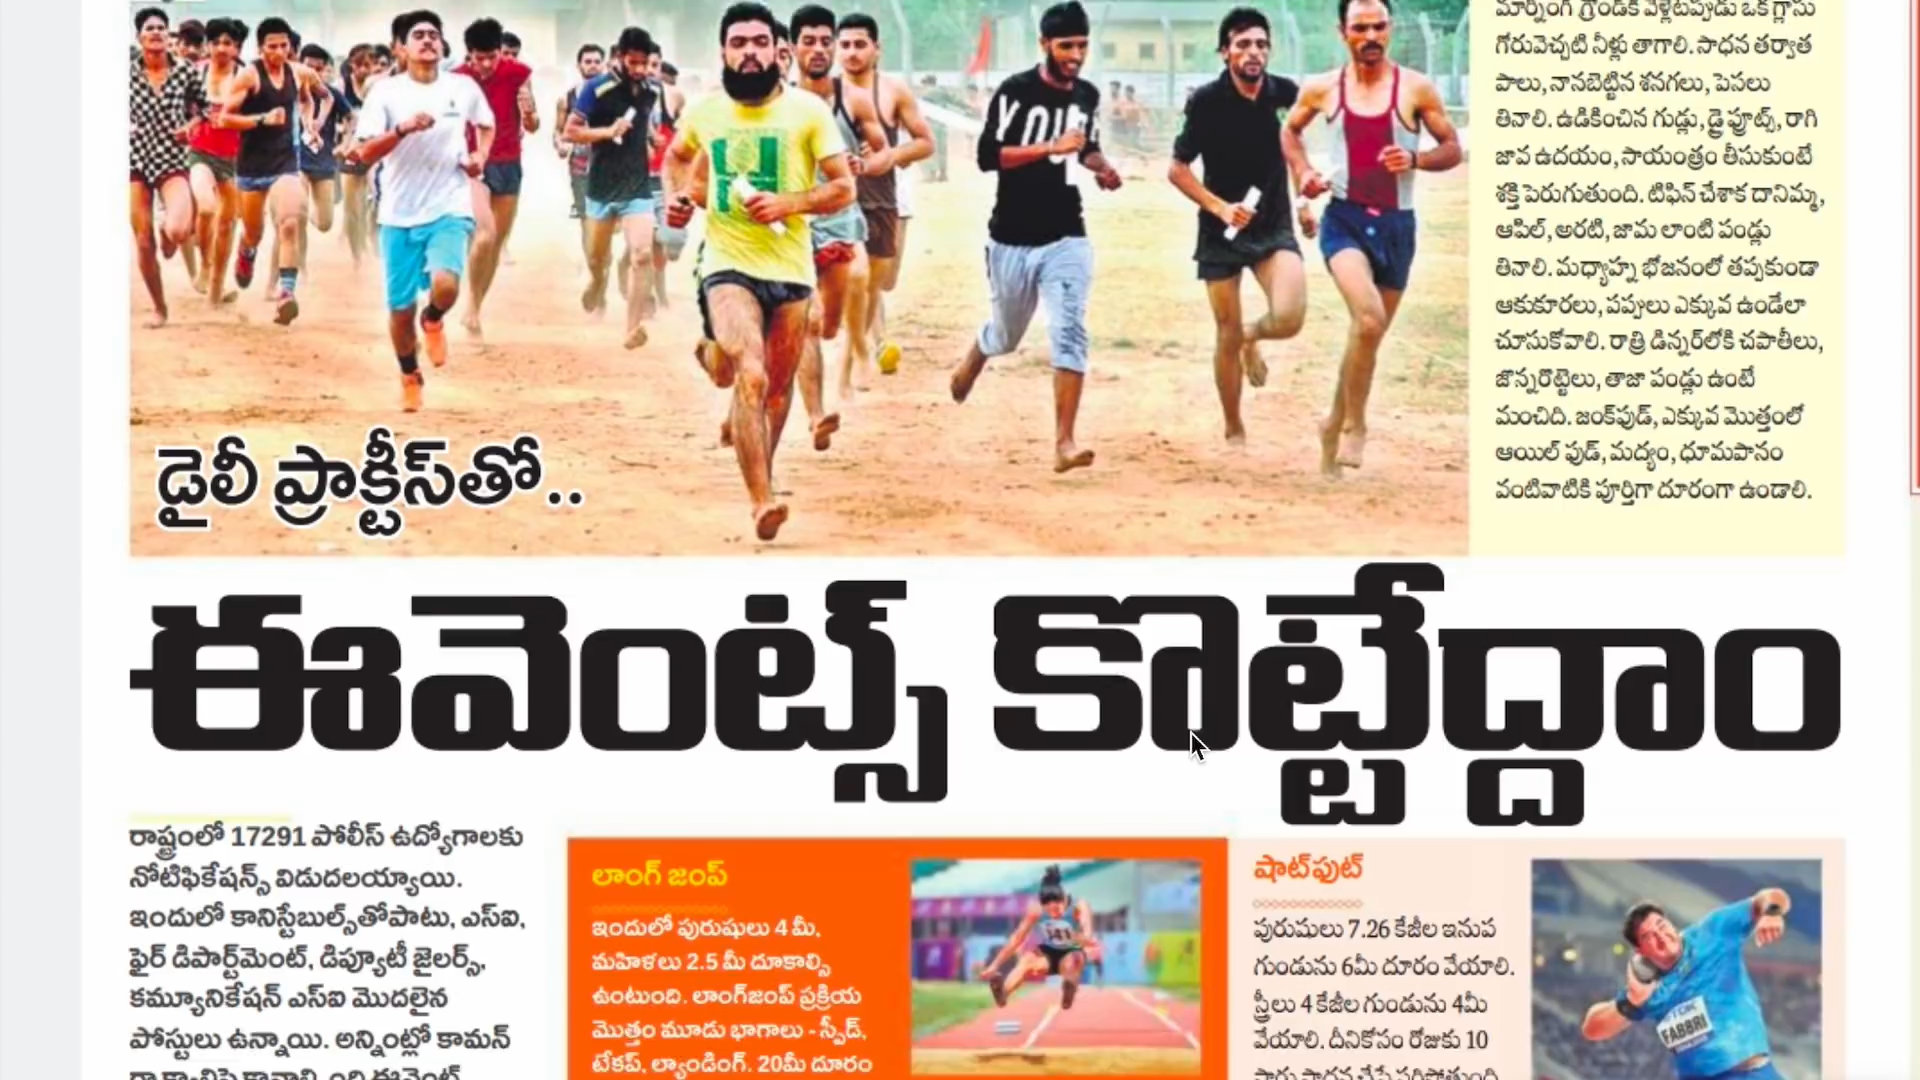 మార్నింగ్ గ్రౌండ్‌కి వెళ్లేటప్పుడు ఒక గ్లాసు
గోరువెచ్చటి నీళ్లు తాగాలి. సాధన తర్వాత
పాలు, నానబెట్టిన శనగలు, పెసలు
తినాలి. ఉడికించిన గుడ్లు, డ్రైఫ్రూట్స్, రాగి
జావ ఉదయం, సాయంత్రం తీసుకుంటే
శక్తి పెరుగుతుంది. టిఫిన్ చేశాక దానిమ్మ,
ఆపిల్, అరటి, జామ లాంటి పండ్లు
తినాలి. మధ్యాహ్న భోజనంలో తప్పకుండా
ఆకుకూరలు, పప్పులు ఎక్కువ ఉండేలా
చూసుకోవాలి. రాత్రి డిన్నర్‌లోకి చపాతీలు,
జొన్నరొట్టెలు, తాజా పండ్లు ఉంటే
మంచిది. జంక్‌ఫుడ్, ఎక్కువ మొత్తంలో
ఆయిల్ ఫుడ్, మద్యం, ధూమపానం
వంటివాటికి పూర్తిగా దూరంగా ఉండాలి.
YOU
H
డైలీ ప్రాక్టీస్‌తో..
ఈవెంట్స్ కొట్టేద్దాం
రాష్ట్రంలో 17291 పోలీస్ ఉద్యోగాలకు
నోటిఫికేషన్స్ విడుదలయ్యాయి.
ఇందులో కానిస్టేబుల్స్‌తోపాటు, ఎస్ఐ,
ఫైర్ డిపార్ట్‌మెంట్, డిప్యూటీ జైలర్స్,
కమ్యూనికేషన్ ఎస్ఐ మొదలైన
పోస్టులు ఉన్నాయి. అన్నింట్లో కామన్
లాంగ్ జంప్
ఇందులో పురుషులు 4 మీ,
మహిళలు 2.5 మీ దూకాల్సి
ఉంటుంది. లాంగ్‌జంప్ ప్రక్రియ
మొత్తం మూడు భాగాలు - స్పీడ్,
టేకప్, ల్యాండింగ్. 20మీ దూరం
షాట్‌ఫుట్
పురుషులు 7.26 కేజీల ఇనుప
గుండును 6మీ దూరం వేయాలి.
స్త్రీలు 4 కేజీల గుండును 4మీ
వేయాలి. దీనికోసం రోజుకు 10
FABBRI